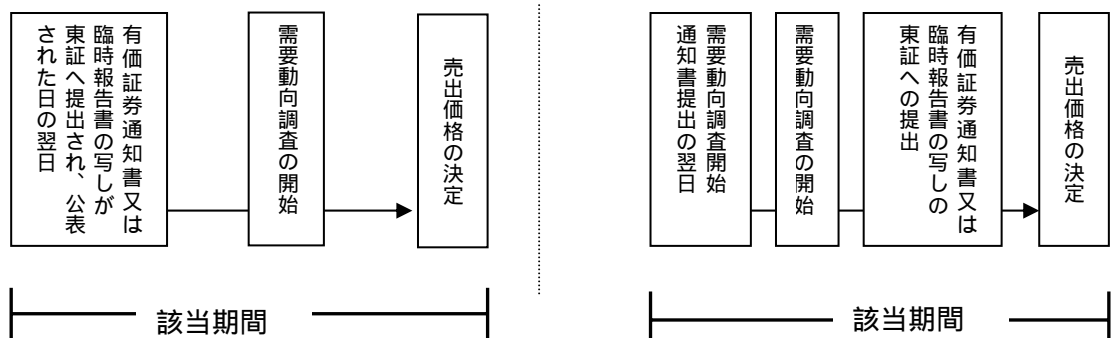 有価証券通知書又は
臨時報告書の写しが
東証へ提出され、公表
された日の翌日
需要動向調査の開始
売出価格の決定
該当期間
需要動向調査開始
通知書提出の翌日
需要動向調査の開始
有価証券通知書又は
臨時報告書の写しの
東証への提出
売出価格の決定
該当期間